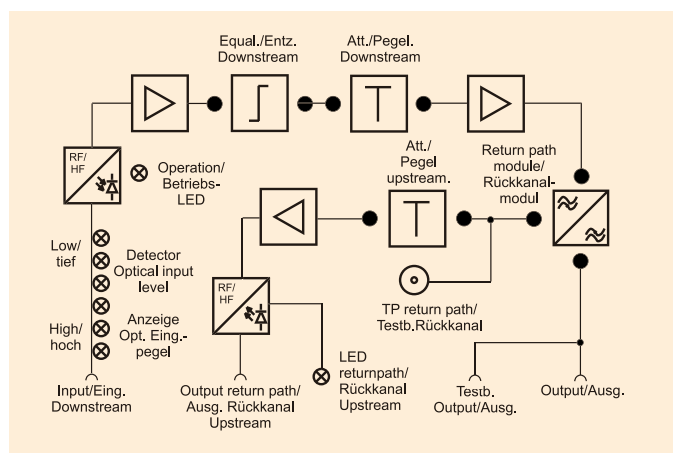 Equal./Entz.
Downstream
Att./Pegel.
Downstream
RF/
HF
Operation/
Betriebs-
LED
Att./
Pegel
upstream.
Return path
module/
Rückkanal-
modul
Low/
tief
Detector
Optical input
level
High/
hoch
Anzeige
Opt. Eing.-
pegel
RF/
HF
TP return path/
Testb.Rückkanal
Input/Eing.
Downstream
Output return path/
Ausg. Rückkanal
Upstream
LED
returnpath/
Rückkanal
Upstream
Testb.
Output/Ausg.
Output/Ausg.